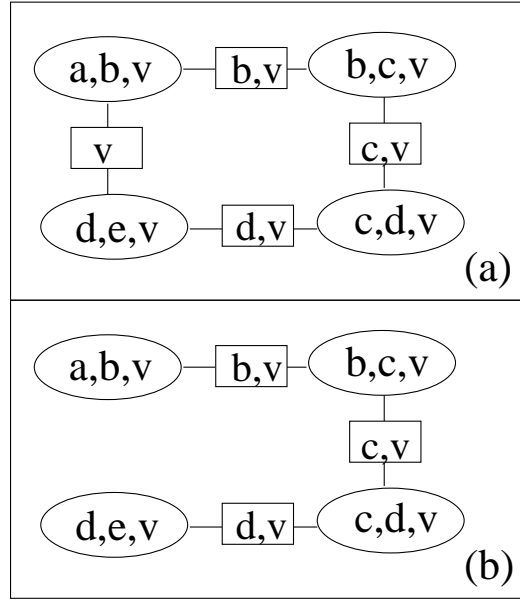 a,b,v b,v b,c,v
v c,v
d,e,v d,v c,d,v
(a)
a,b,v b,v b,c,v
c,v
d,e,v d,v c,d,v
(b)